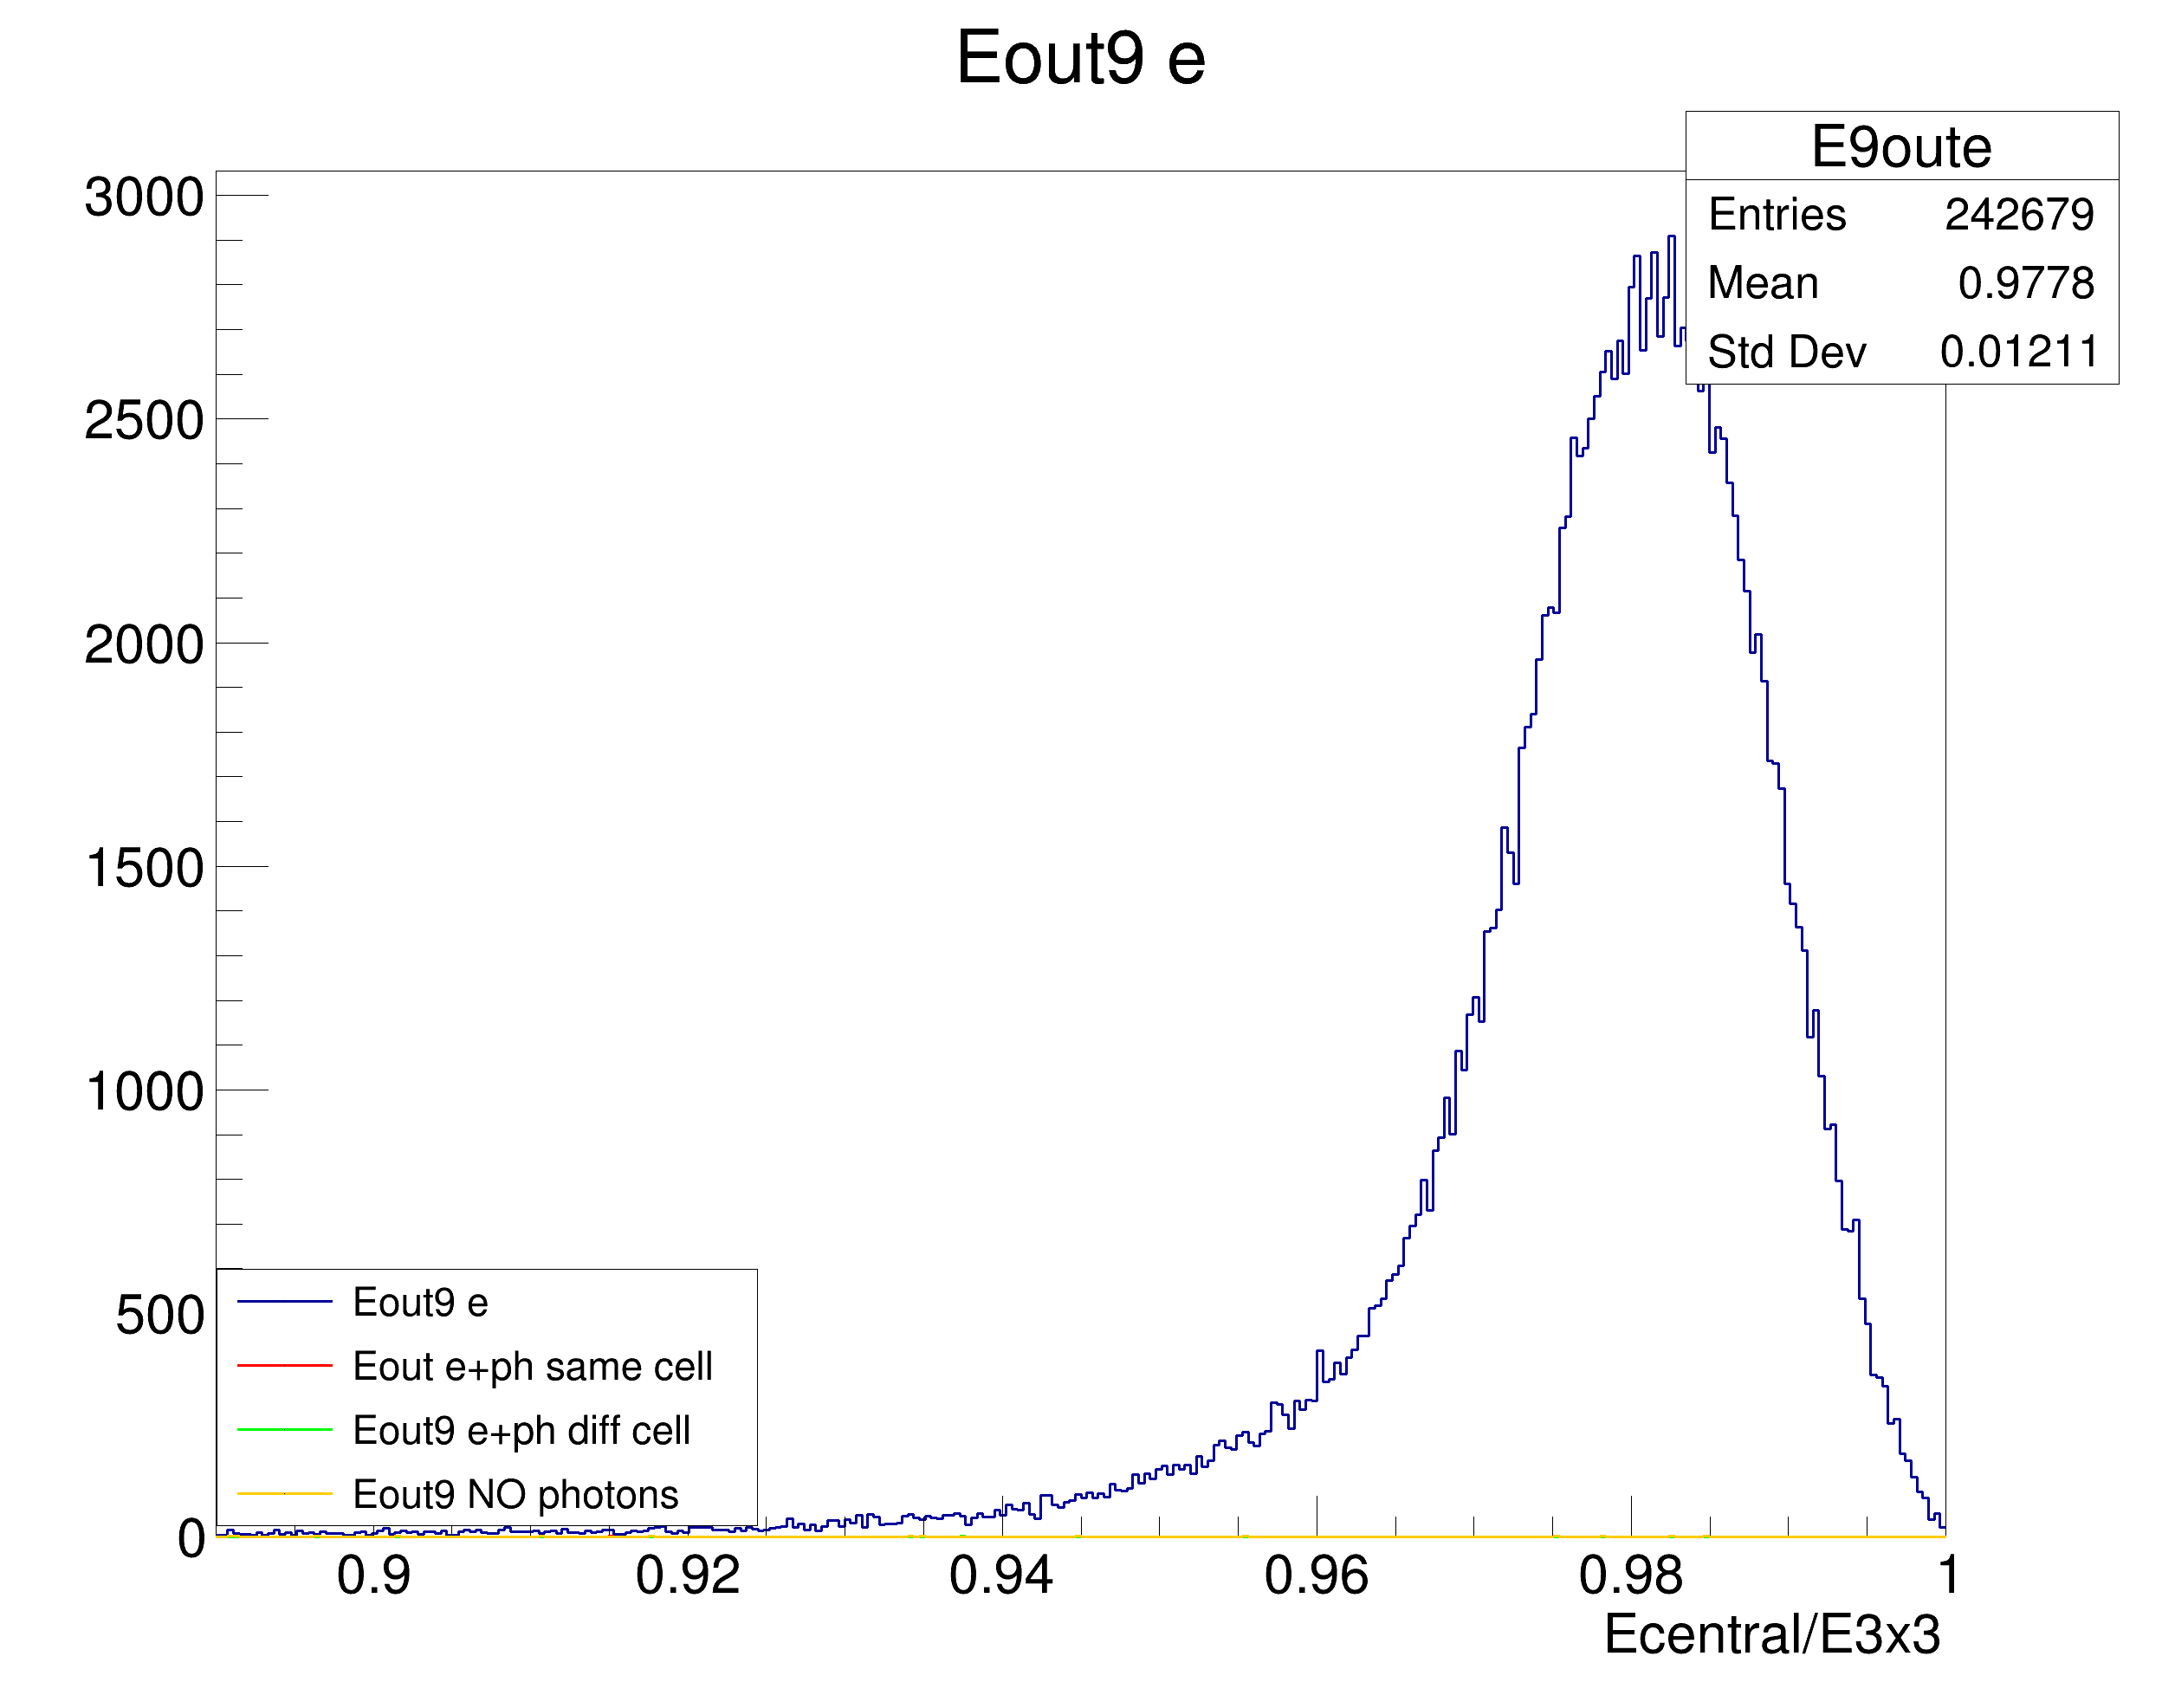 Eout9 e
E9oute
Entries 242679
Mean 0.9778
Std Dev 0.01211
3000
2500
2000
1500
1000
500
0
Eout9 e
Eout e+ph same cell
Eout9 e+ph diff cell
Eout9 NO photons
0.9 0.92 0.94 0.96 0.98 1
Ecentral/E3x3